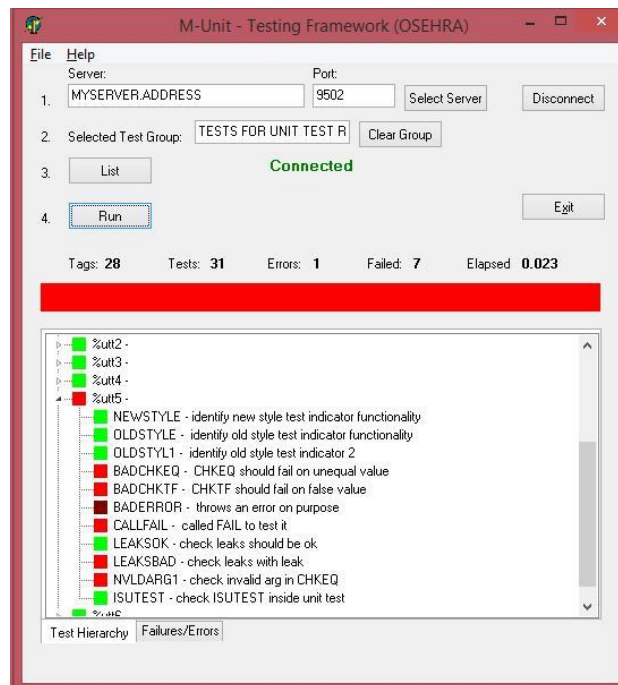 M-Unit - Testing Framework (OSEHRA)
File Help
Server: Port:
1. MYSERVER.ADDRESS 9502 Select Server Disconnect
2. Selected Test Group: TESTS FOR UNIT TEST R Clear Group
3. List Connected
4. Run Exit
Tags: 28 Tests: 31 Errors: 1 Failed: 7 Elapsed 0.023
%utt2 -
%utt3 -
%utt4 -
%utt5 -
NEWSTYLE - identify new style test indicator functionality
OLDSTYLE - identify old style test indicator functionality
OLDSTYL1 - identify old style test indicator 2
BADCHKEQ - CHKEQ should fail on unequal value
BADCHKTF - CHKTF should fail on false value
BADERROR - throws an error on purpose
CALLFAIL - called FAIL to test it
LEAKSOK - check leaks should be ok
LEAKSBAD - check leaks with leak
NVLDARG1 - check invalid arg in CHKEQ
ISUTEST - check ISUTEST inside unit test
Test Hierarchy Failures/Errors